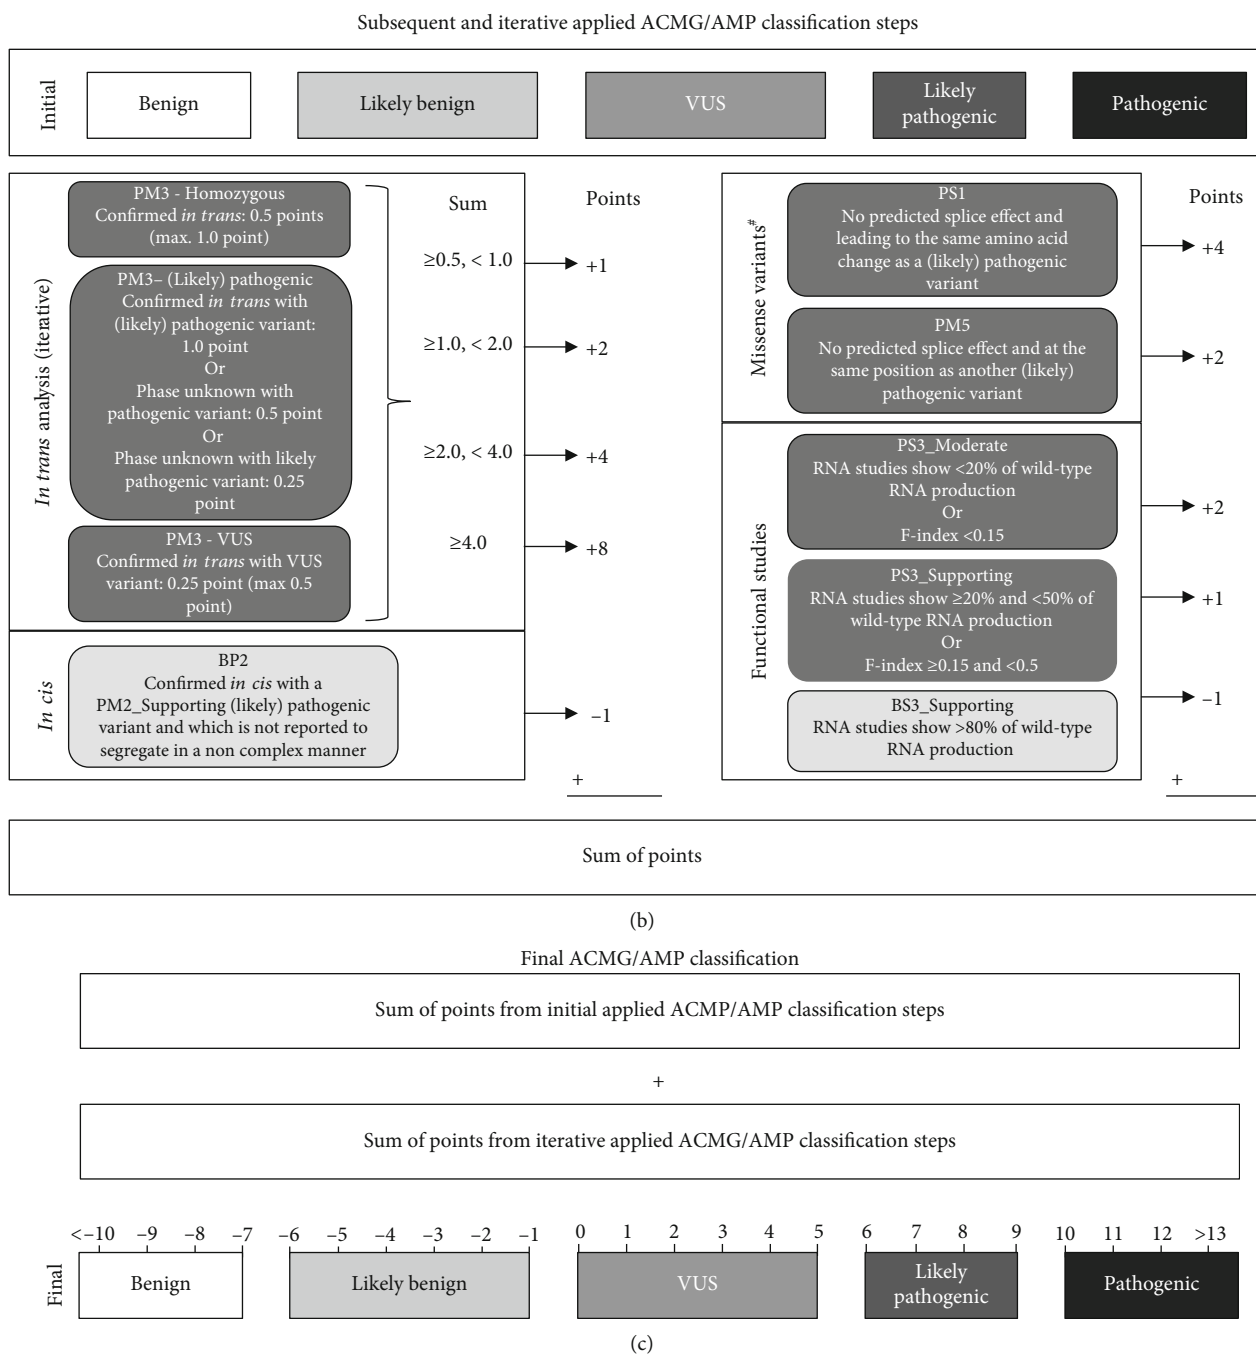 Subsequent and iterative applied ACMG/AMP classification steps
Initial
Benign
Likely benign
VUS
Likely
pathogenic
Pathogenic
In trans analysis (iterative)
PM3 - Homozygous
Confirmed in trans: 0.5 points
(max. 1.0 point)
PM3– (Likely) pathogenic
Confirmed in trans with
(likely) pathogenic variant:
1.0 point
Or
Phase unknown with
pathogenic variant: 0.5 point
Or
Phase unknown with likely
pathogenic variant: 0.25
point
PM3 - VUS
Confirmed in trans with VUS
variant: 0.25 point (max 0.5
point)
Sum
Points
≥0.5, < 1.0
+1
≥1.0, < 2.0
+2
≥2.0, < 4.0
+4
≥4.0
+8
In cis
BP2
Confirmed in cis with a
PM2_Supporting (likely) pathogenic
variant and which is not reported to
segregate in a non complex manner
–1
+
Missense variants#
PS1
No predicted splice effect and
leading to the same amino acid
change as a (likely) pathogenic
variant
Points
+4
PM5
No predicted splice effect and at the
same position as another (likely)
pathogenic variant
+2
Functional studies
PS3_Moderate
RNA studies show <20% of wild-type
RNA production
Or
F-index <0.15
+2
PS3_Supporting
RNA studies show ≥20% and <50% of
wild-type RNA production
Or
F-index ≥0.15 and <0.5
+1
BS3_Supporting
RNA studies show >80% of wild-type
RNA production
–1
+
Sum of points
(b)
Final ACMG/AMP classification
Sum of points from initial applied ACMP/AMP classification steps
+
Sum of points from iterative applied ACMG/AMP classification steps
<–10 –9 –8 –7 –6 –5 –4 –3 –2 –1 0 1 2 3 4 5 6 7 8 9 10 11 12 >13
Final
Benign
Likely benign
VUS
Likely
pathogenic
Pathogenic
(c)